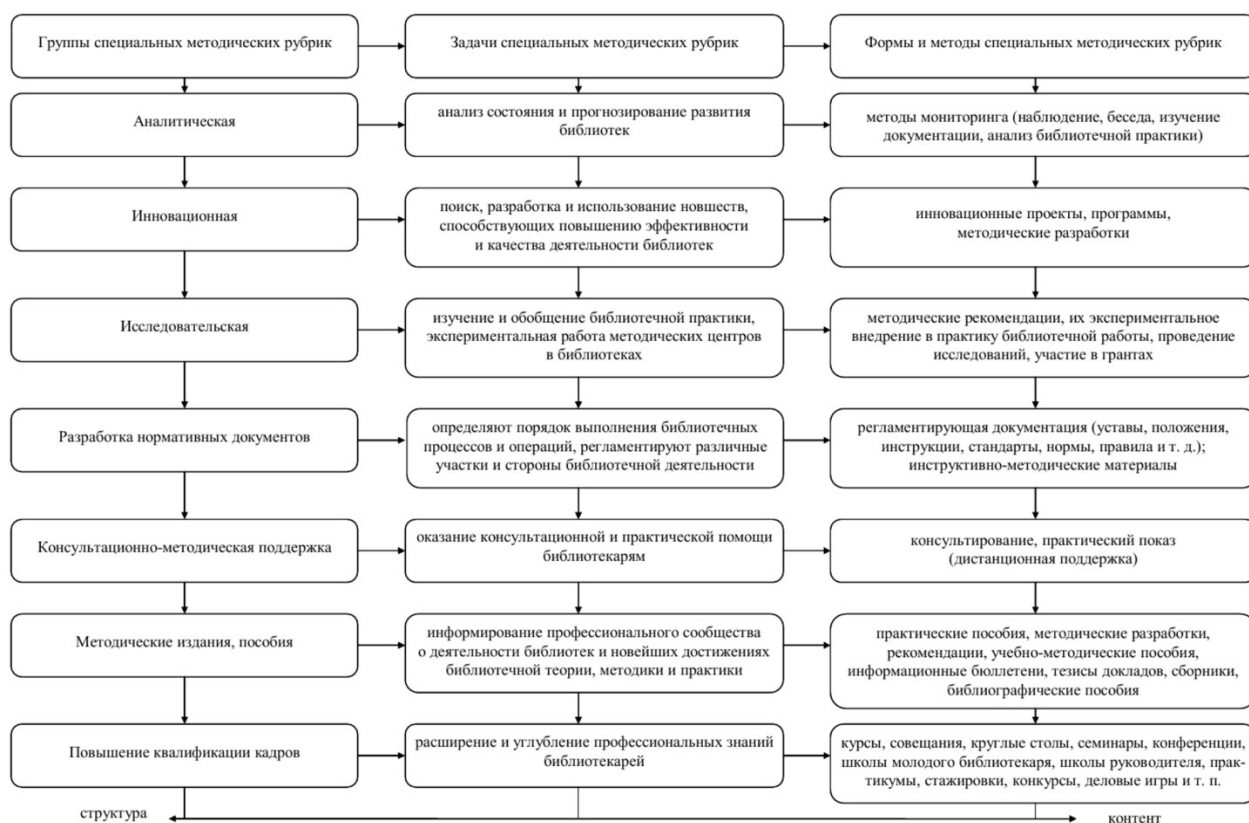 Группы специальных методических рубрик
Задачи специальных методических рубрик
Формы и методы специальных методических рубрик
Аналитическая
анализ состояния и прогнозирование развития
библиотек
методы мониторинга (наблюдение, беседа, изучение
документации, анализ библиотечной практики)
Инновационная
поиск, разработка и использование новшеств,
способствующих повышению эффективности
и качества деятельности библиотек
инновационные проекты, программы,
методические разработки
Исследовательская
изучение и обобщение библиотечной практики,
экспериментальная работа методических центров
в библиотеках
методические рекомендации, их экспериментальное
внедрение в практику библиотечной работы, проведение
исследований, участие в грантах
Разработка нормативных документов
определяют порядок выполнения библиотечных
процессов и операций, регламентируют различные
участки и стороны библиотечной деятельности
регламентирующая документация (уставы, положения,
инструкции, стандарты, нормы, правила и т. д.);
инструктивно-методические материалы
Консультационно-методическая поддержка
оказание консультационной и практической помощи
библиотекарям
консультирование, практический показ
(дистанционная поддержка)
Методические издания, пособия
информирование профессионального сообщества
о деятельности библиотек и новейших достижениях
библиотечной теории, методики и практики
практические пособия, методические разработки,
рекомендации, учебно-методические пособия,
информационные бюллетени, тезисы докладов, сборники,
библиографические пособия
Повышение квалификации кадров
расширение и углубление профессиональных знаний
библиотекарей
курсы, совещания, круглые столы, семинары, конференции,
школы молодого библиотекаря, школы руководителя, прак-
тикумы, стажировки, конкурсы, деловые игры и т. п.
структура
контент